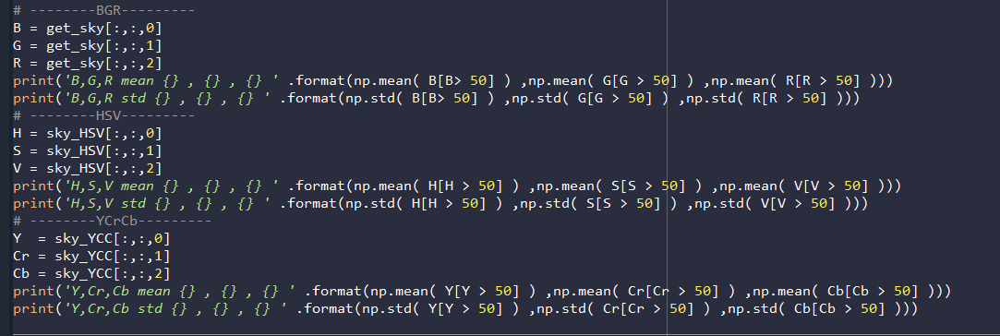 # --------BGR---------
B = get_sky[:,:,0]
G = get_sky[:,:,1]
R = get_sky[:,:,2]
print('B,G,R mean {} , {} , {} ' .format(np.mean( B[B> 50] ) ,np.mean( G[G > 50] ) ,np.mean( R[R > 50] )))
print('B,G,R std {} , {} , {} ' .format(np.std( B[B> 50] ) ,np.std( G[G > 50] ) ,np.std( R[R > 50] )))
# --------HSV---------
H = sky_HSV[:,:,0]
S = sky_HSV[:,:,1]
V = sky_HSV[:,:,2]
print('H,S,V mean {} , {} , {} ' .format(np.mean( H[H > 50] ) ,np.mean( S[S > 50] ) ,np.mean( V[V > 50] )))
print('H,S,V std {} , {} , {} ' .format(np.std( H[H > 50] ) ,np.std( S[S > 50] ) ,np.std( V[V > 50] )))
# --------YCrCb---------
Y  = sky_YCC[:,:,0]
Cr = sky_YCC[:,:,1]
Cb = sky_YCC[:,:,2]
print('Y,Cr,Cb mean {} , {} , {} ' .format(np.mean( Y[Y > 50] ) ,np.mean( Cr[Cr > 50] ) ,np.mean( Cb[Cb > 50] )))
print('Y,Cr,Cb std {} , {} , {} ' .format(np.std( Y[Y > 50] ) ,np.std( Cr[Cr > 50] ) ,np.std( Cb[Cb > 50] )))